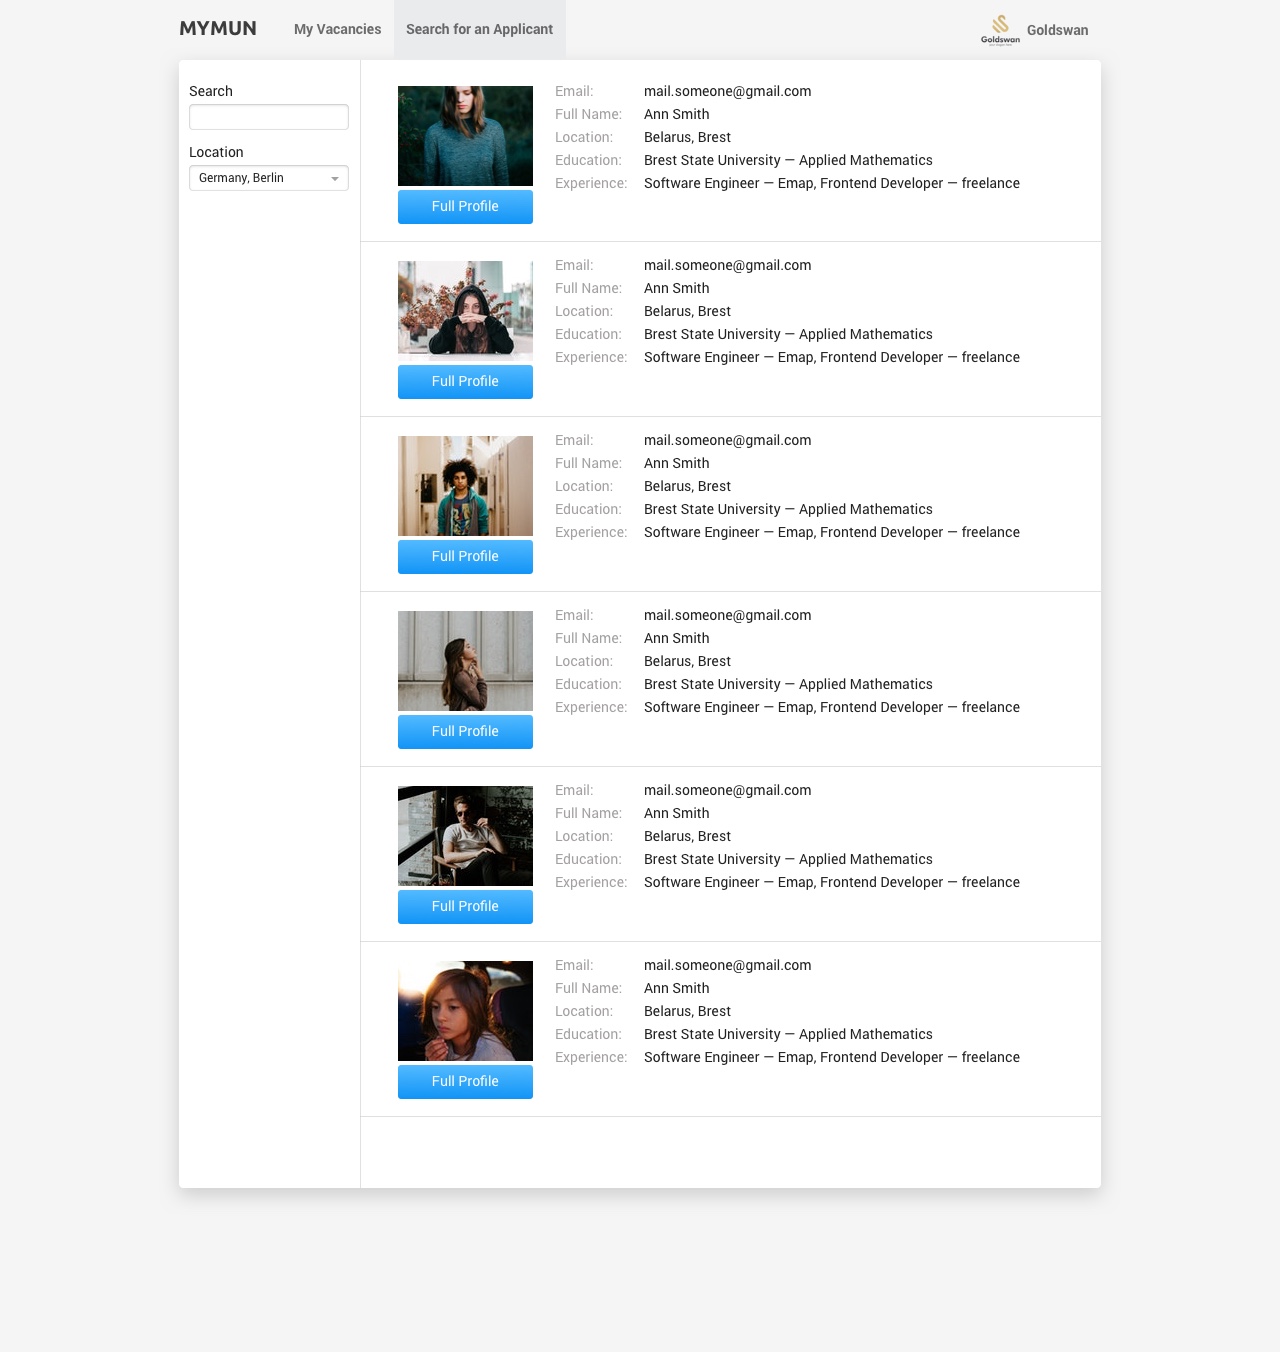 MYMUN
My Vacancies
Search for an Applicant
Goldswan
Goldswan
Search
Location
Germany, Berlin
Email: mail.someone@gmail.com
Full Name: Ann Smith
Location: Belarus, Brest
Education: Brest State University — Applied Mathematics
Experience: Software Engineer — Emap, Frontend Developer — freelance
Full Profile
Email: mail.someone@gmail.com
Full Name: Ann Smith
Location: Belarus, Brest
Education: Brest State University — Applied Mathematics
Experience: Software Engineer — Emap, Frontend Developer — freelance
Full Profile
Email: mail.someone@gmail.com
Full Name: Ann Smith
Location: Belarus, Brest
Education: Brest State University — Applied Mathematics
Experience: Software Engineer — Emap, Frontend Developer — freelance
Full Profile
Email: mail.someone@gmail.com
Full Name: Ann Smith
Location: Belarus, Brest
Education: Brest State University — Applied Mathematics
Experience: Software Engineer — Emap, Frontend Developer — freelance
Full Profile
Email: mail.someone@gmail.com
Full Name: Ann Smith
Location: Belarus, Brest
Education: Brest State University — Applied Mathematics
Experience: Software Engineer — Emap, Frontend Developer — freelance
Full Profile
Email: mail.someone@gmail.com
Full Name: Ann Smith
Location: Belarus, Brest
Education: Brest State University — Applied Mathematics
Experience: Software Engineer — Emap, Frontend Developer — freelance
Full Profile